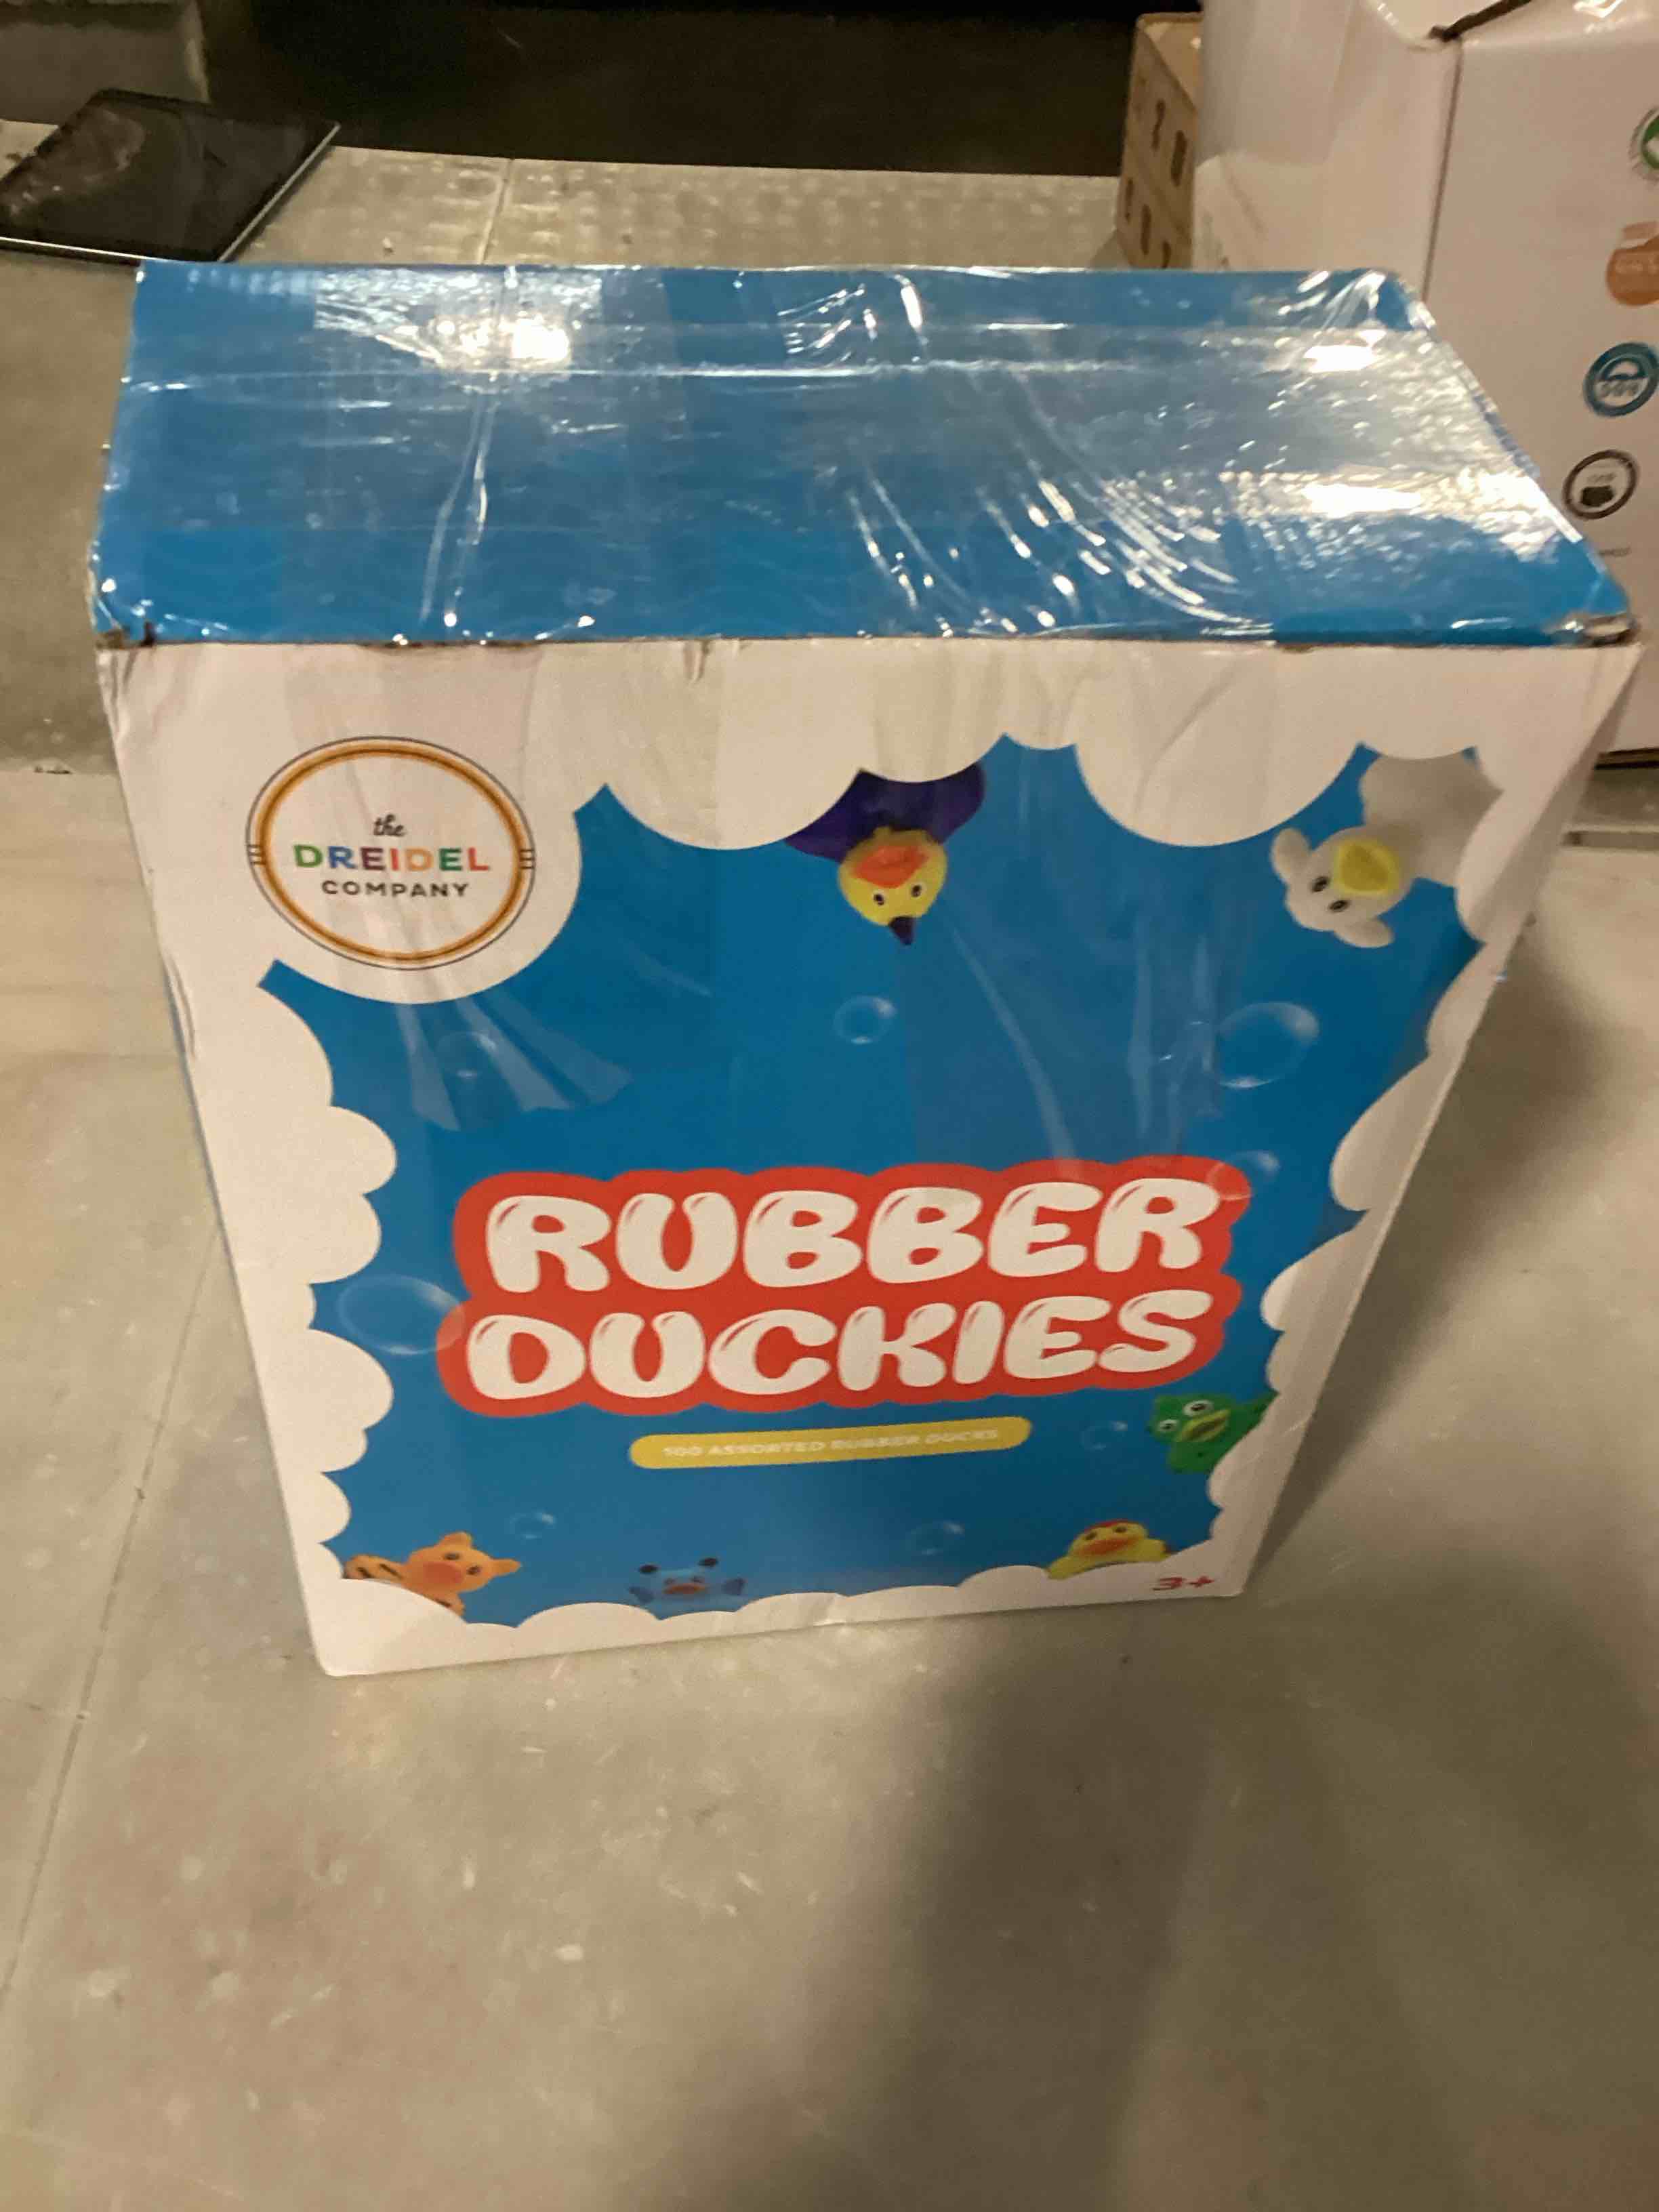 the
DREIDEL
COMPANY
RUBBER
DUCKIES
100 ASSORTED RUBBER DUCKS
3+